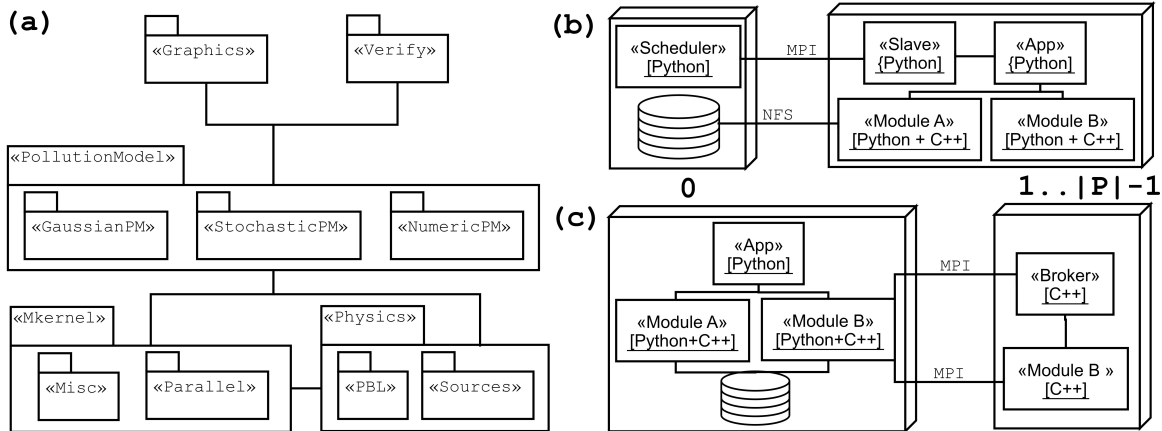 (a)
«Graphics»
«Verify»
«PollutionModel»
«GaussianPM»
«StochasticPM»
«NumericPM»
«Mkernel»
«Physics»
«Misc»
«Parallel»
«PBL»
«Sources»
(b)
«Scheduler»
[Python]
MPI
«Slave»
{Python]
«App»
{Python]
NFS
«Module A»
[Python + C++]
«Module B»
[Python + C++]
0
1..|P|-1
(c)
«App»
[Python]
«Module A»
[Python+C++]
«Module B»
[Python+C++]
MPI
«Broker»
[C++]
MPI
«Module B »
[C++]